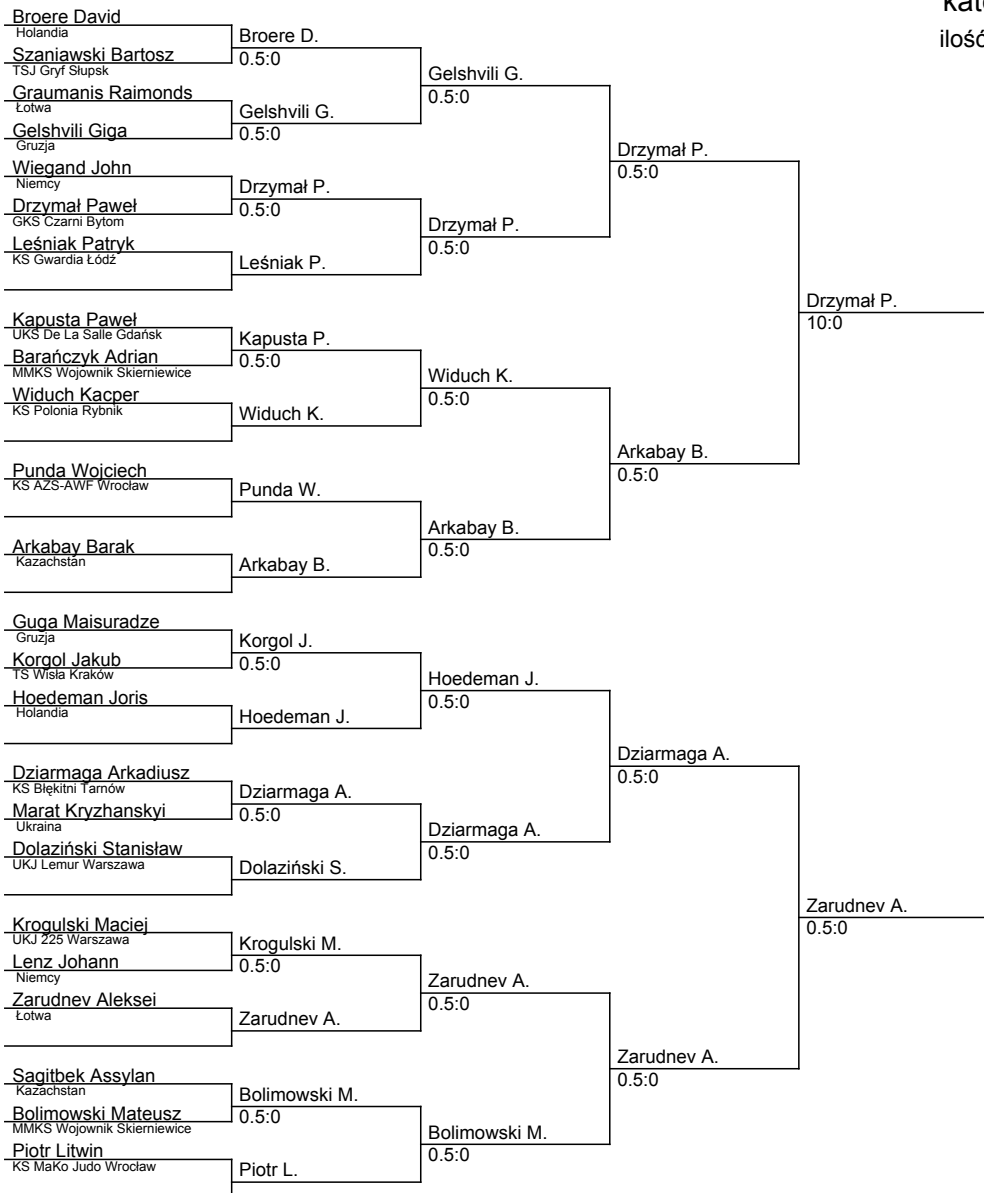 kat
ilość
Broere David
Holandia
Szaniawski Bartosz
TSJ Gryf Słupsk
Graumanis Raimonds
Łotwa
Gelshvili Giga
Gruzja
Wiegand John
Niemcy
Drzymał Paweł
GKS Czarni Bytom
Leśniak Patryk
KS Gwardia Łódź
Kapusta Paweł
UKS De La Salle Gdańsk
Barańczyk Adrian
MMKS Wojownik Skierniewice
Widuch Kacper
KS Polonia Rybnik
Punda Wojciech
KS AZS-AWF Wrocław
Arkabay Barak
Kazachstan
Guga Maisuradze
Gruzja
Korgol Jakub
TS Wisła Kraków
Hoedeman Joris
Holandia
Dziarmaga Arkadiusz
KS Błękitni Tarnów
Marat Kryzhanskyi
Ukraina
Dolaziński Stanisław
UKJ Lemur Warszawa
Krogulski Maciej
UKJ 225 Warszawa
Lenz Johann
Niemcy
Zarudnev Aleksei
Łotwa
Sagitbek Assylan
Kazachstan
Bolimowski Mateusz
MMKS Wojownik Skierniewice
Piotr Litwin
KS MaKo Judo Wrocław
Broere D.
0.5:0
Gelshvili G.
0.5:0
Drzymał P.
0.5:0
Leśniak P.
Kapusta P.
0.5:0
Widuch K.
Punda W.
Arkabay B.
Korgol J.
0.5:0
Hoedeman J.
Dziarmaga A.
0.5:0
Dolaziński S.
Krogulski M.
0.5:0
Zarudnev A.
Bolimowski M.
0.5:0
Piotr L.
Gelshvili G.
0.5:0
Drzymał P.
0.5:0
Widuch K.
0.5:0
Arkabay B.
0.5:0
Hoedeman J.
0.5:0
Dziarmaga A.
0.5:0
Zarudnev A.
0.5:0
Bolimowski M.
0.5:0
Drzymał P.
0.5:0
Arkabay B.
0.5:0
Dziarmaga A.
0.5:0
Zarudnev A.
0.5:0
Drzymał P.
10:0
Zarudnev A.
0.5:0